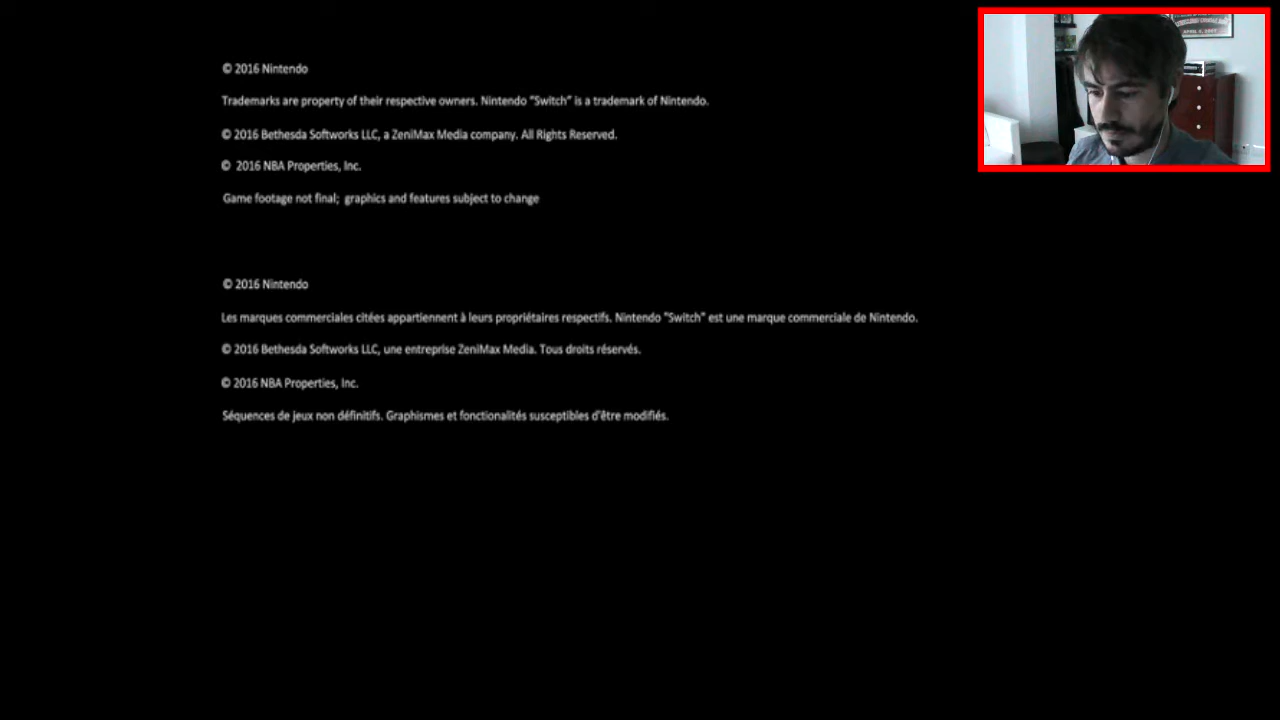 © 2016 Nintendo
Trademarks are property of their respective owners. Nintendo "Switch" is a trademark of Nintendo.
© 2016 Bethesda Softworks LLC, a ZeniMax Media company. All Rights Reserved.
© 2016 NBA Properties, Inc.
Game footage not final; graphics and features subject to change
© 2016 Nintendo
Les marques commerciales citées appartiennent à leurs propriétaires respectifs. Nintendo "Switch" est une marque commerciale de Nintendo.
© 2016 Bethesda Softworks LLC, une entreprise ZeniMax Media. Tous droits réservés.
© 2016 NBA Properties, Inc.
Séquences de jeux non définitifs. Graphismes et fonctionalités susceptibles d'être modifiés.